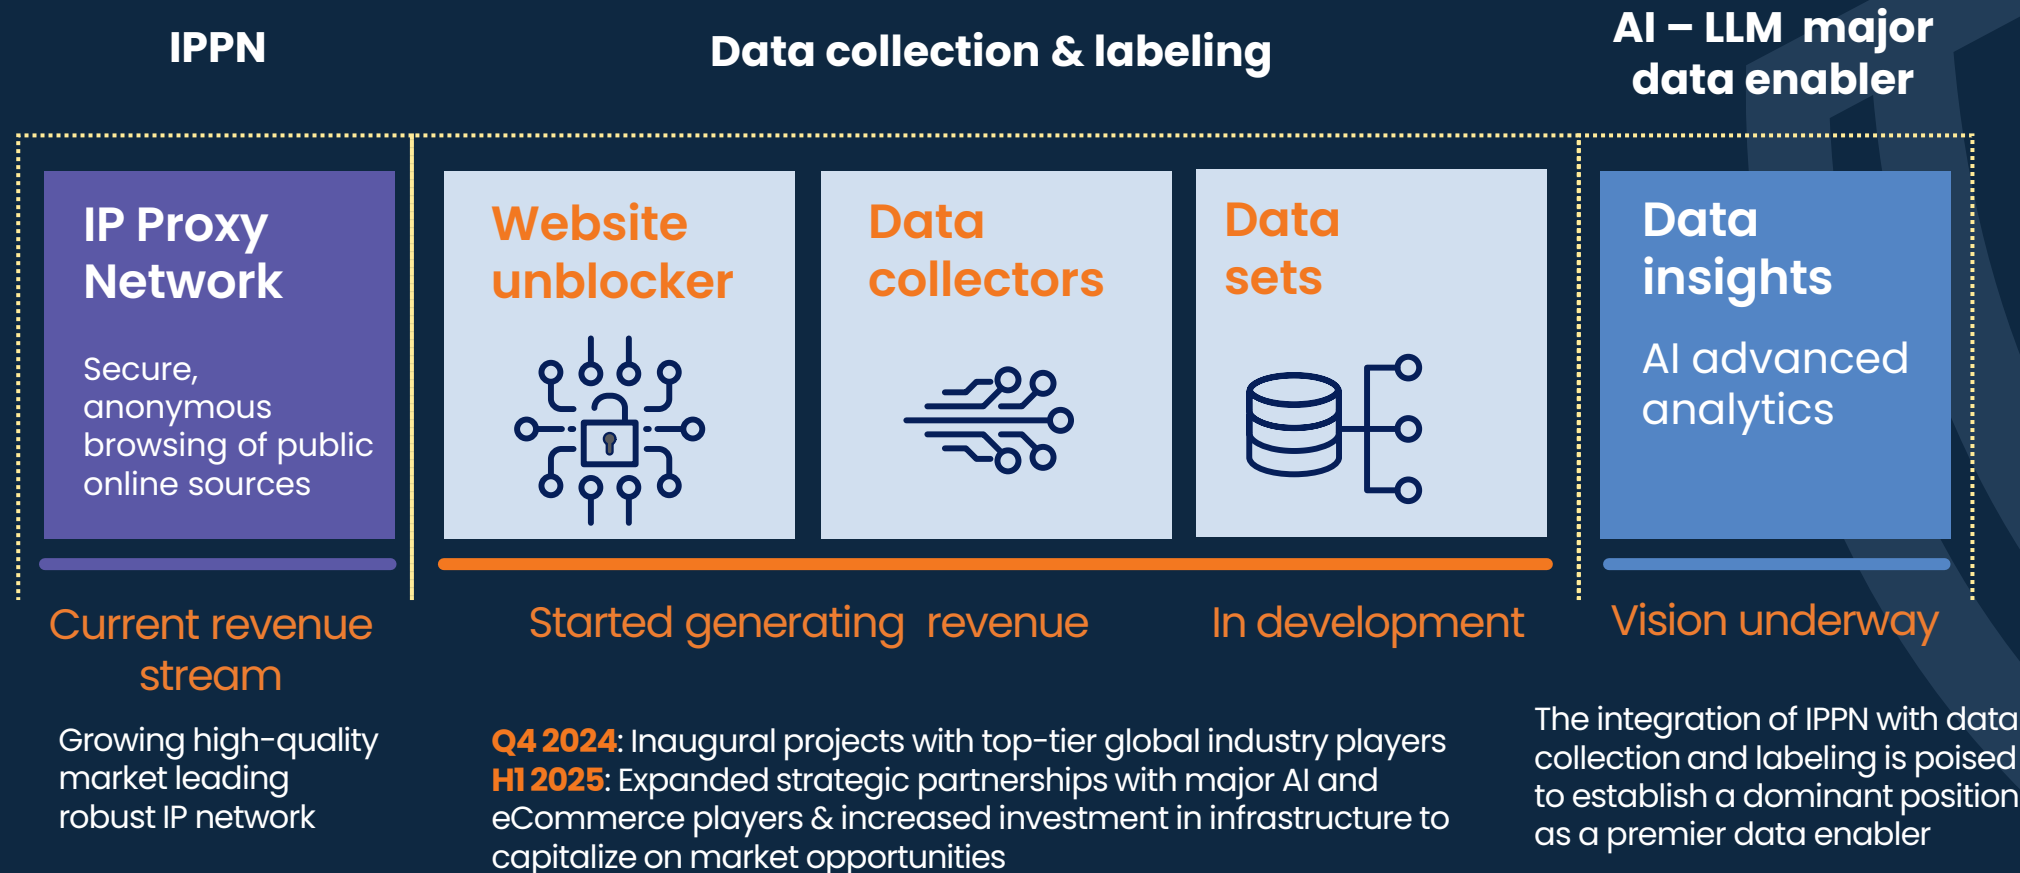 IPPN
Data collection & labeling
AI – LLM major
data enabler
IP Proxy
Network
Secure,
anonymous
browsing of public
online sources
Website
unblocker
Data
collectors
Data
sets
Data
insights
AI advanced
analytics
Current revenue
stream
Started generating revenue
In development
Vision underway
Growing high-quality
market leading
robust IP network
Q4 2024: Inaugural projects with top-tier global industry players
H1 2025: Expanded strategic partnerships with major AI and
eCommerce players & increased investment in infrastructure to
capitalize on market opportunities
The integration of IPPN with data
collection and labeling is poised
to establish a dominant position
as a premier data enabler